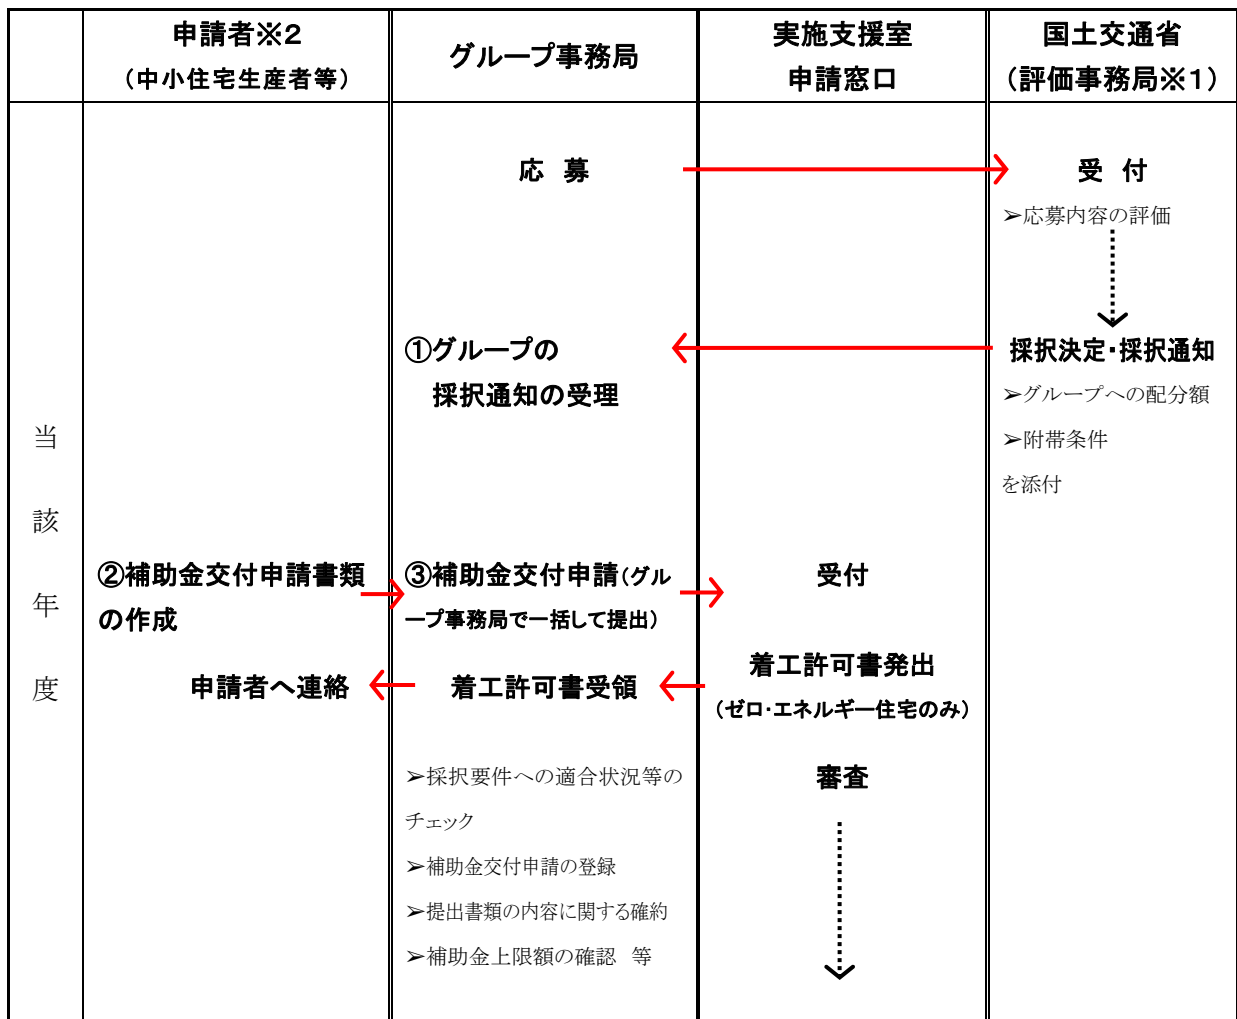 申請者※2
（中小住宅生産者等）
グループ事務局
実施支援室
申請窓口
国土交通省
（評価事務局※1）
当該年度
応　募
受　付
➢応募内容の評価
①グループの
採択通知の受理
採択決定・採択通知
➢グループへの配分額
➢附帯条件
を添付
②補助金交付申請書類
の作成
③補助金交付申請（グル
ープ事務局で一括して提出）
受付
申請者へ連絡
着工許可書受領
着工許可書発出
（ゼロ・エネルギー住宅のみ）
➢採択要件への適合状況等の
チェック
➢補助金交付申請の登録
➢提出書類の内容に関する確約
➢補助金上限額の確認　等
審査